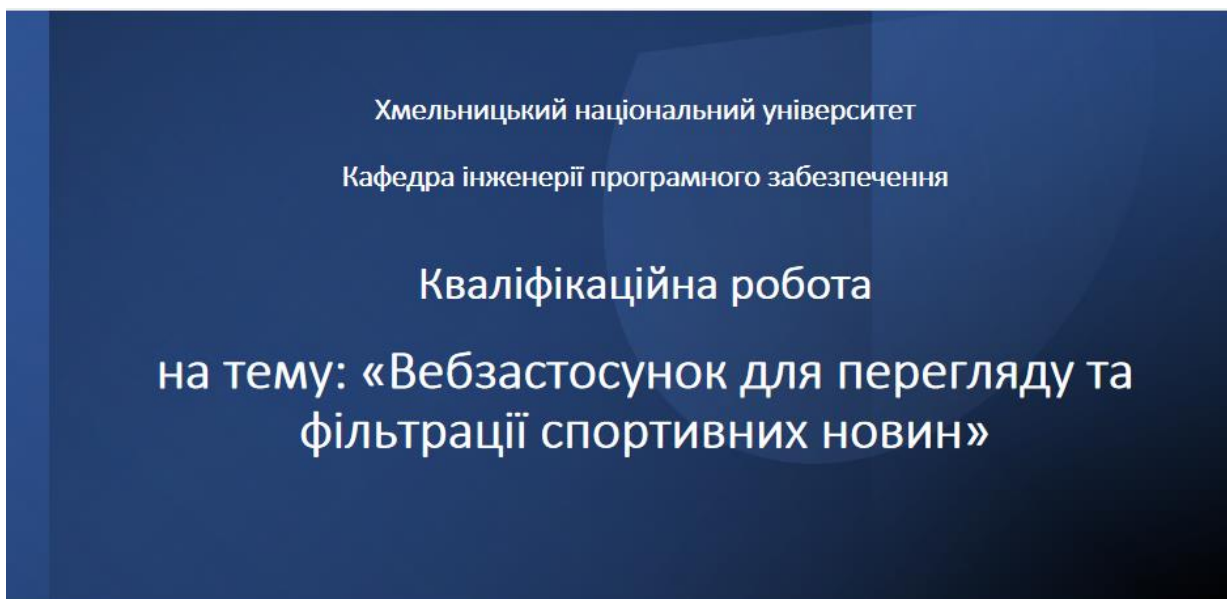 Хмельницький національний університет
Кафедра інженерії програмного забезпечення
Кваліфікаційна робота
на тему: «Вебзастосунок для перегляду та
фільтрації спортивних новин»